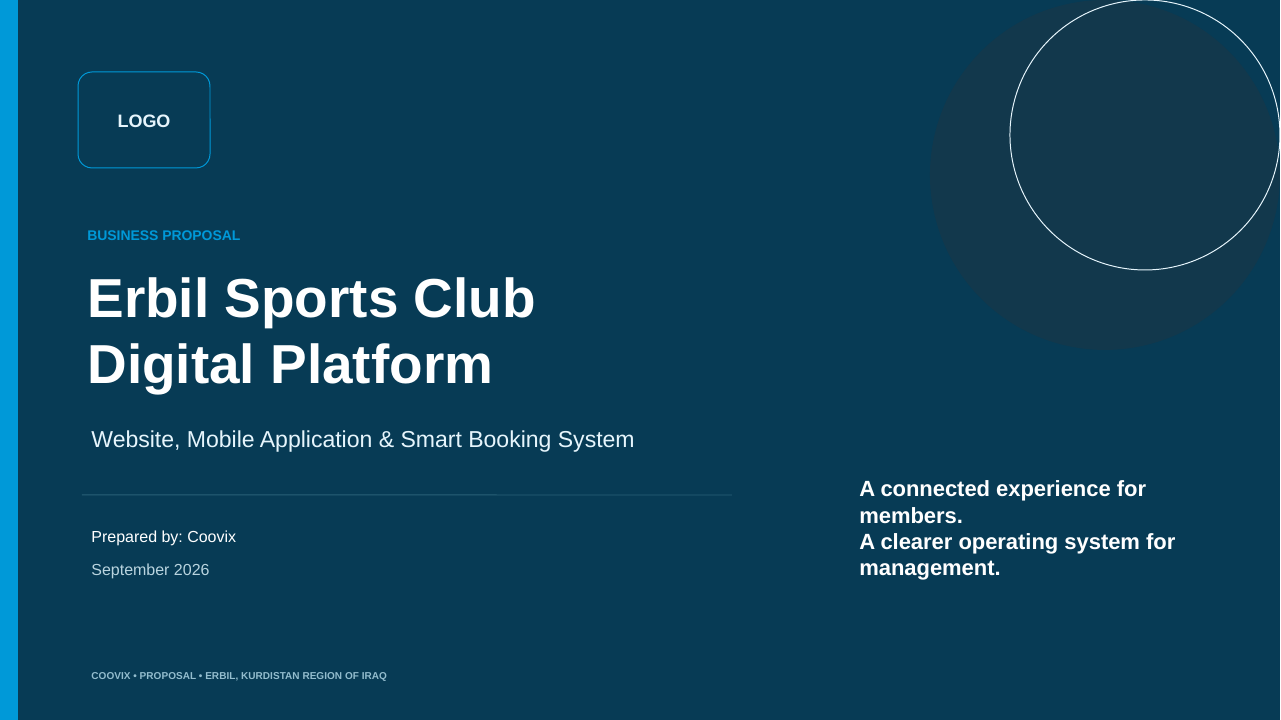 LOGO
BUSINESS PROPOSAL
Erbil Sports Club
Digital Platform
Website, Mobile Application & Smart Booking System
A connected experience for
members.
A clearer operating system for
management.
Prepared by: Coovix
September 2026
COOVIX • PROPOSAL • ERBIL, KURDISTAN REGION OF IRAQ